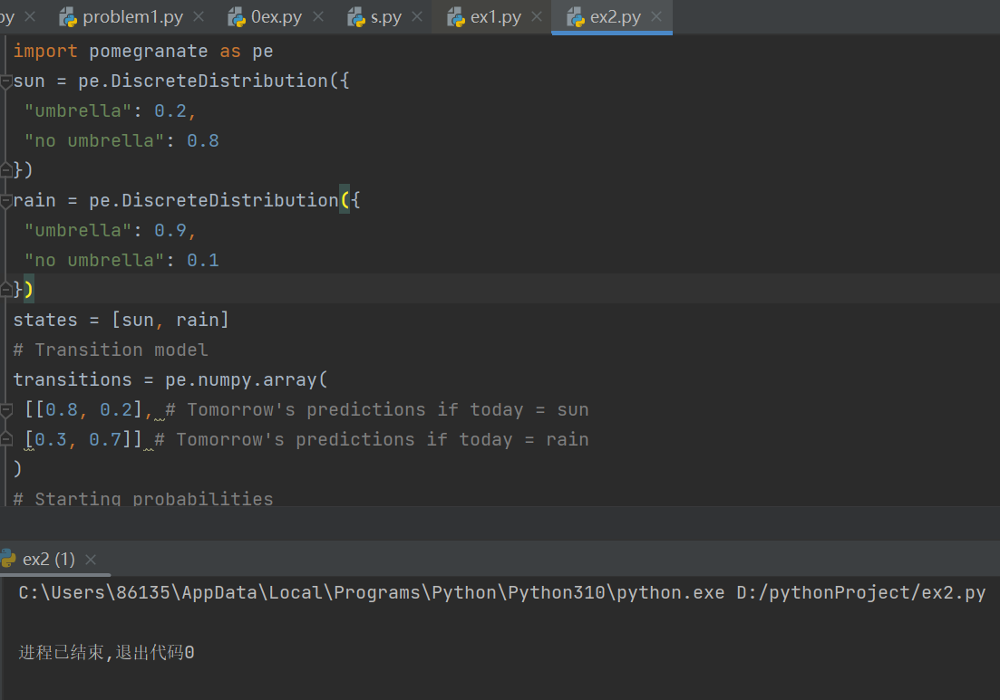 py problem1.py 0ex.py s.py ex1.py ex2.py
import pomegranate as pe
sun = pe.DiscreteDistribution({
"umbrella": 0.2,
"no umbrella": 0.8
})
rain = pe.DiscreteDistribution({
"umbrella": 0.9,
"no umbrella": 0.1
})
states = [sun, rain]
# Transition model
transitions = pe.numpy.array(
[[0.8, 0.2], # Tomorrow's predictions if today = sun
[0.3, 0.7]] # Tomorrow's predictions if today = rain
)
# Starting probabilities
ex2 (1)
C:\Users\86135\AppData\Local\Programs\Python\Python310\python.exe D:/pythonProject/ex2.py
进程已结束,退出代码0